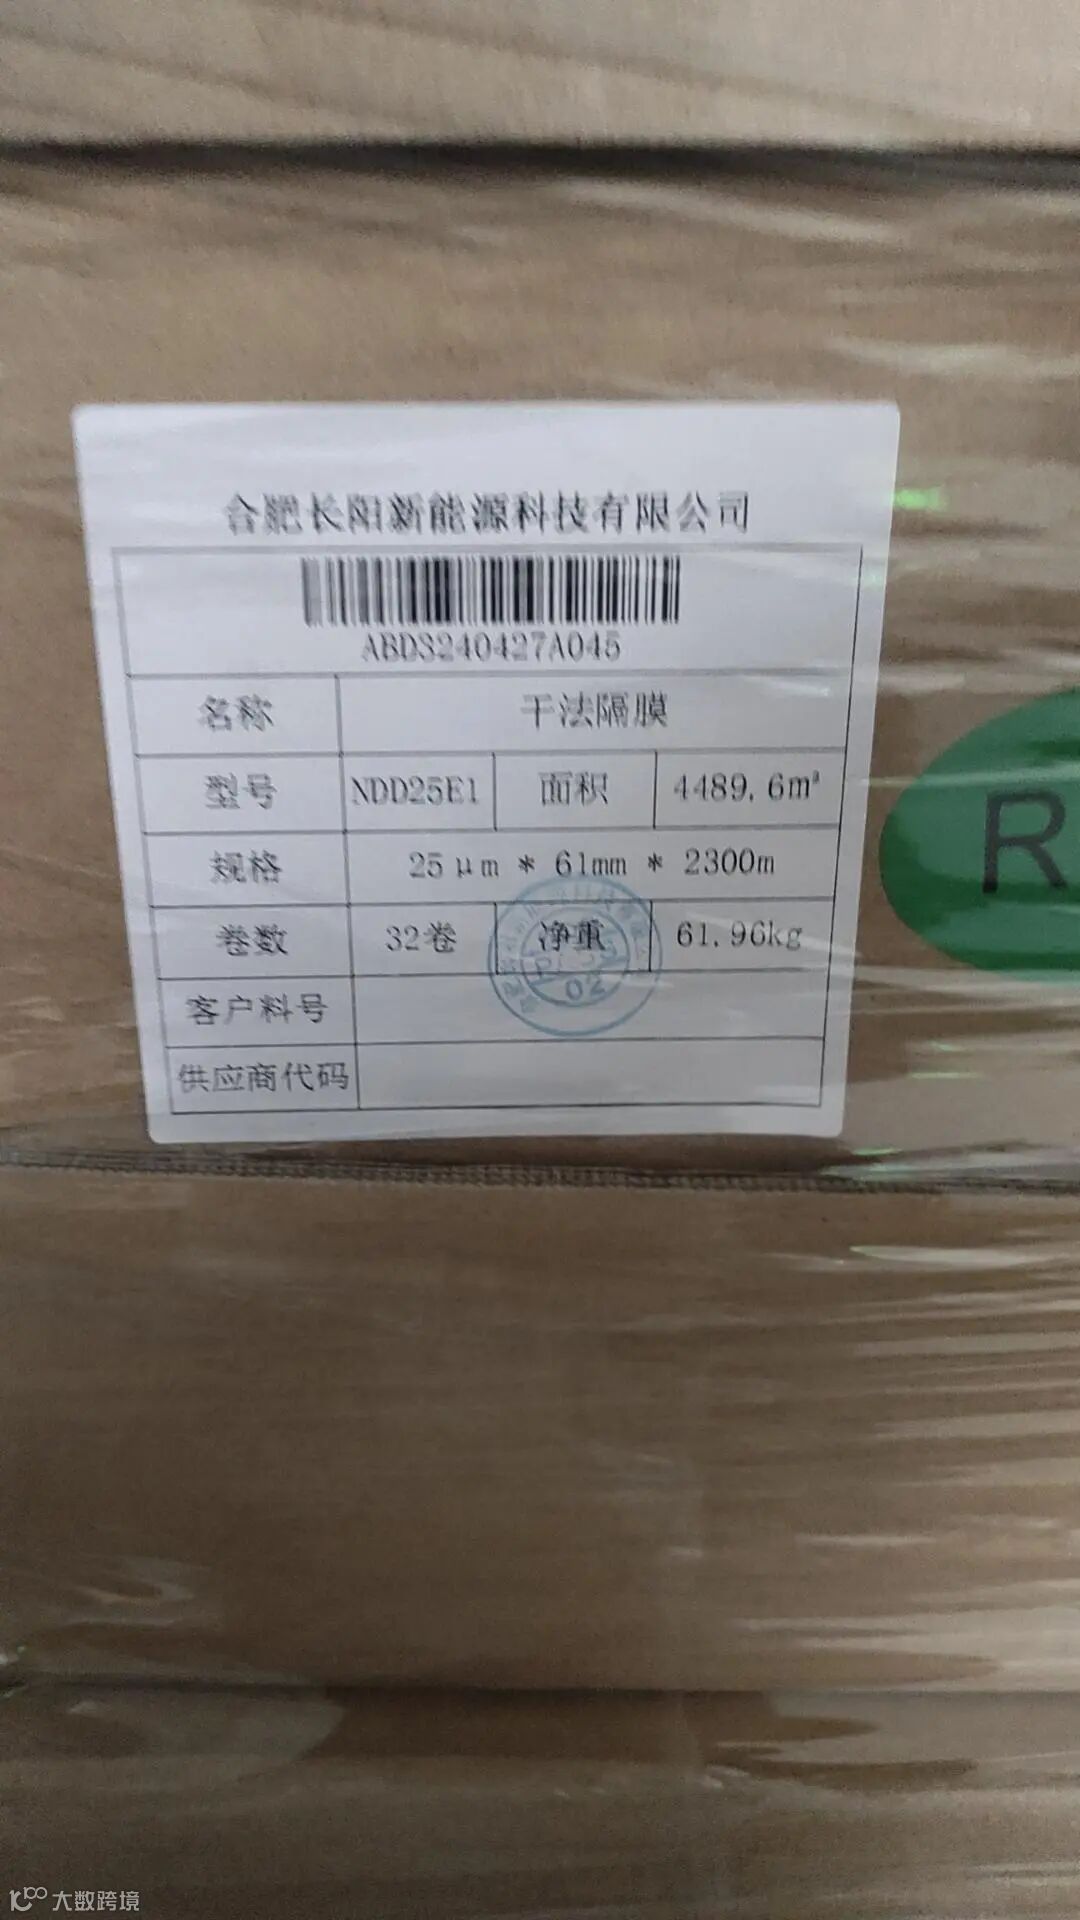 合肥长阳新能源科技有限公司
ABDS240427A045
名称 干法隔膜
型号 NDD25E1 面积 4489.6m²
规格 25μm * 61mm * 2300m
卷数 32卷 净重 61.96kg
客户料号
供应商代码
R
大数跨境